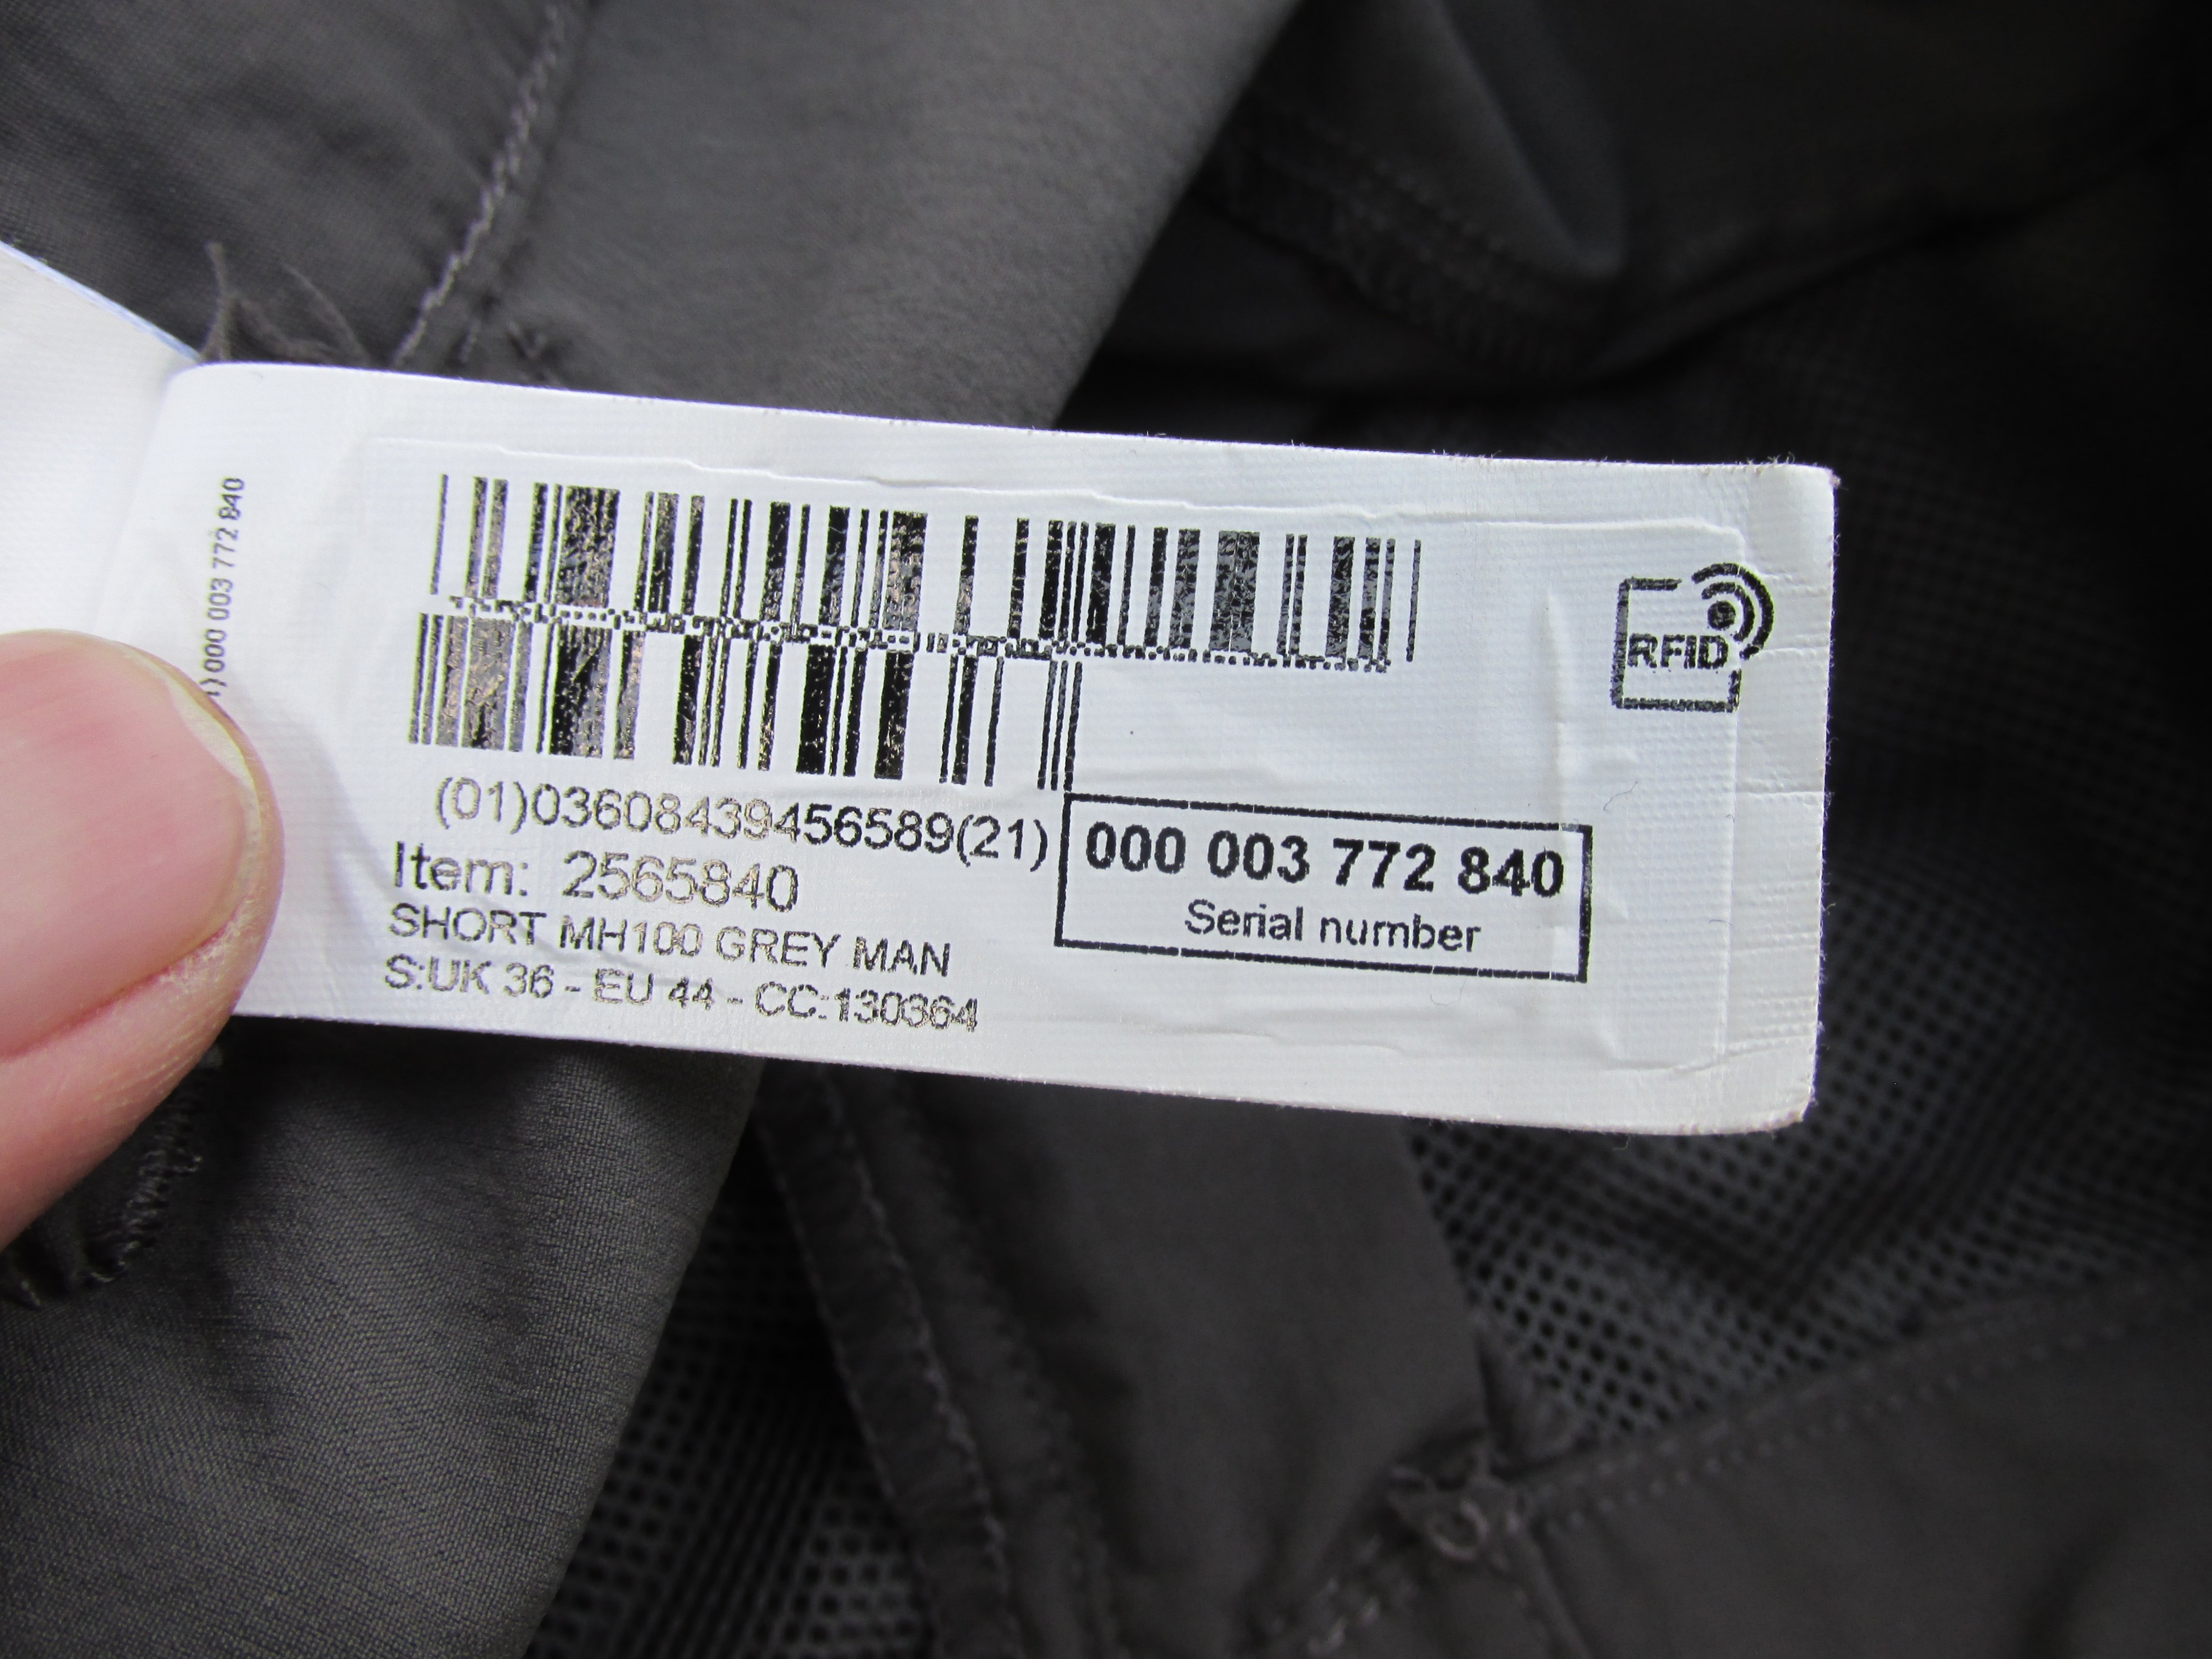 ) 000 003 772 840
RFID
(01)03608439456589(21)
000 003 772 840
Serial number
Item: 2565840
SHORT MH100 GREY MAN
S:UK 36 - EU 44 - CC:130364